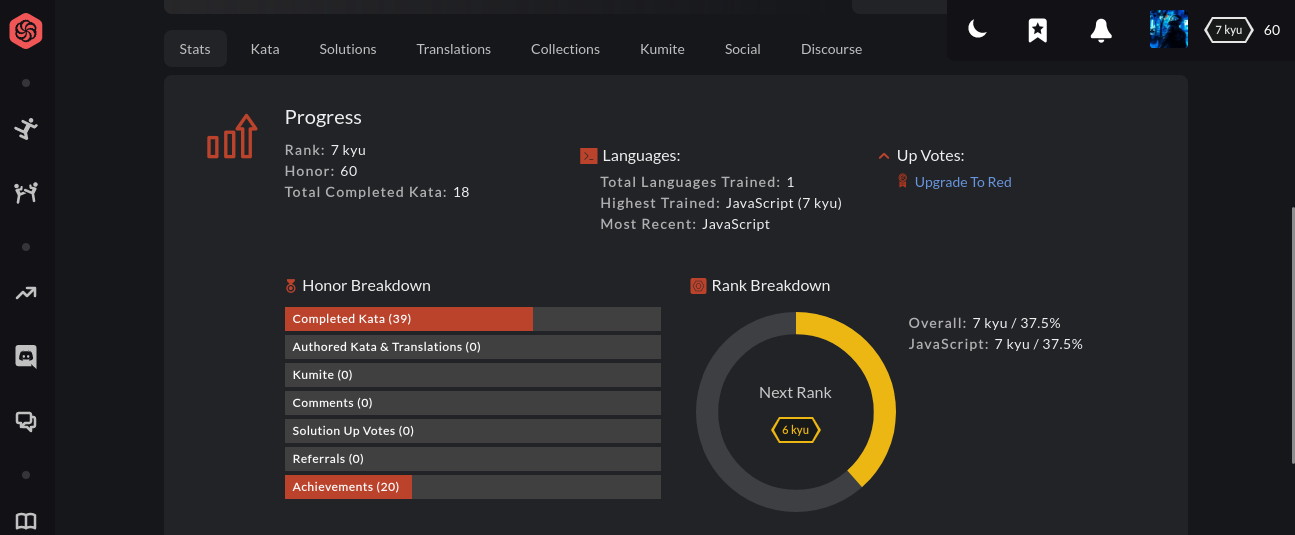 Stats Kata Solutions Translations Collections Kumite Social Discourse
7 kyu 60
Progress
Rank: 7 kyu
Honor: 60
Total Completed Kata: 18
Languages:
Total Languages Trained: 1
Highest Trained: JavaScript (7 kyu)
Most Recent: JavaScript
Up Votes:
Upgrade To Red
Honor Breakdown
Completed Kata (39)
Authored Kata & Translations (0)
Kumite (0)
Comments (0)
Solution Up Votes (0)
Referrals (0)
Achievements (20)
Rank Breakdown
Next Rank
6 kyu
Overall: 7 kyu / 37.5%
JavaScript: 7 kyu / 37.5%